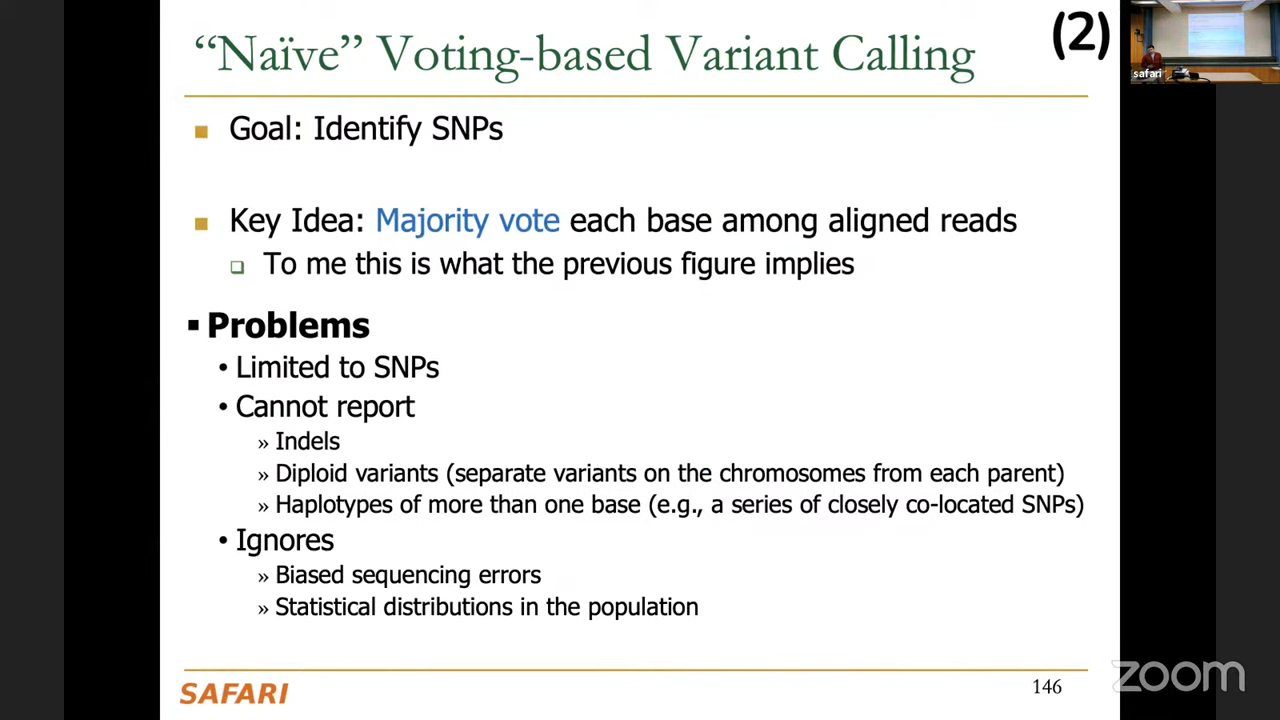 "Naïve" Voting-based Variant Calling
(2)
safari
▪ Goal: Identify SNPs
▪ Key Idea: Majority vote each base among aligned reads
❑ To me this is what the previous figure implies
▪ Problems
• Limited to SNPs
• Cannot report
» Indels
» Diploid variants (separate variants on the chromosomes from each parent)
» Haplotypes of more than one base (e.g., a series of closely co-located SNPs)
• Ignores
» Biased sequencing errors
» Statistical distributions in the population
SAFARI
146
zoom